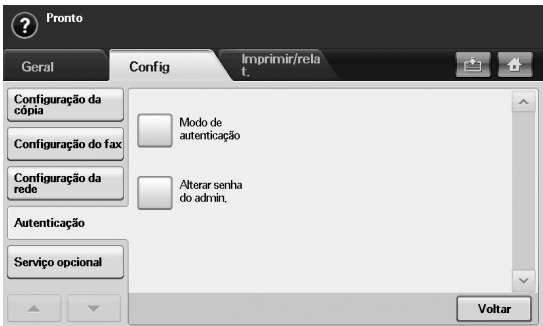 ? Pronto
Geral
Config
Imprimir/rela
t.
Configuração da
cópia
Configuração do fax
Configuração da
rede
Autenticação
Serviço opcional
Modo de
autenticação
Alterar senha
do admin.
Voltar